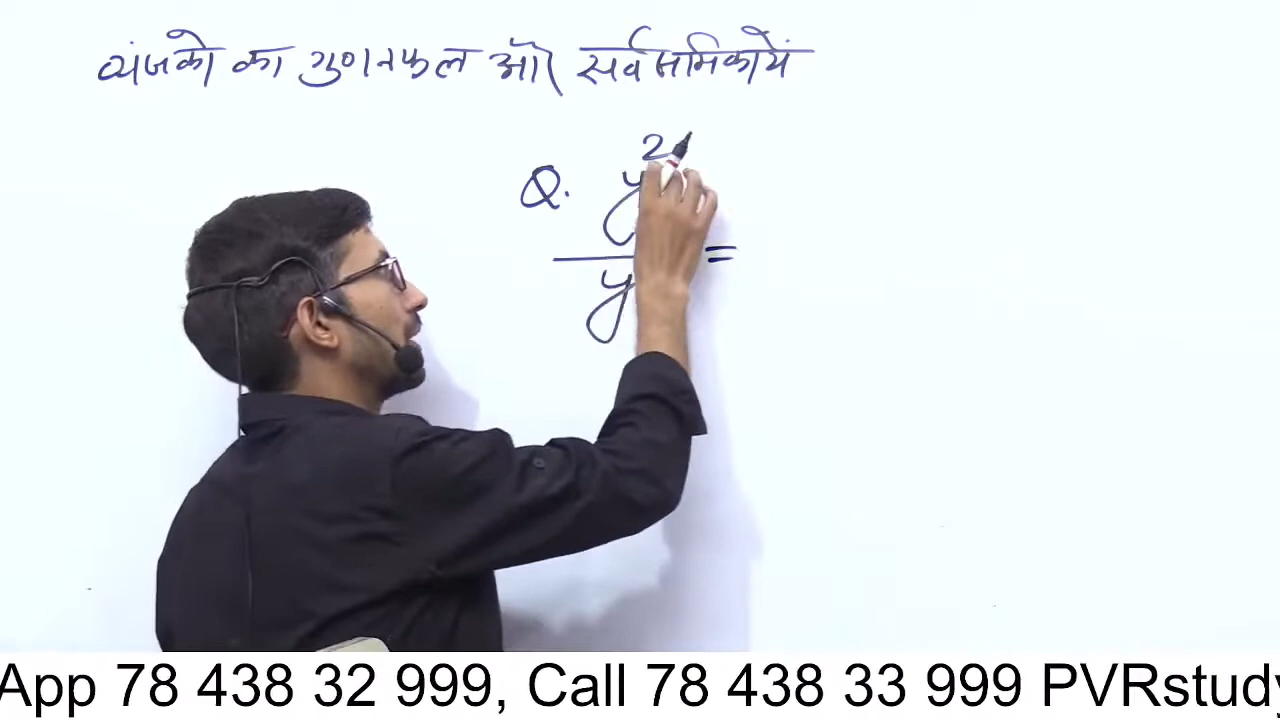 व्यंजको का गुणनफल और सर्वसमिकायें
Q. y²
y =
App 78 438 32 999, Call 78 438 33 999 PVRstudy